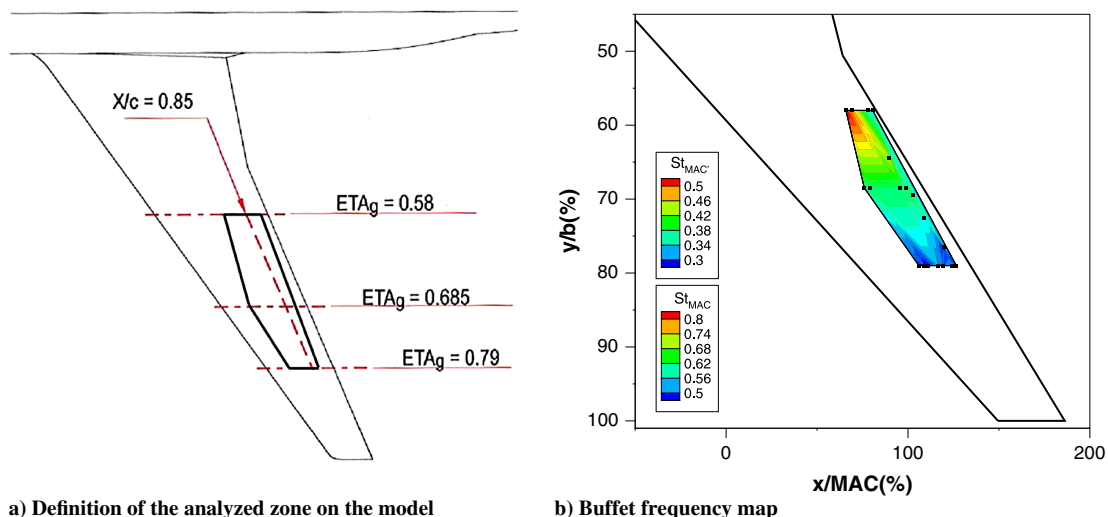 X/c = 0.85
ETAg = 0.58
ETAg = 0.685
ETAg = 0.79
a) Definition of the analyzed zone on the model
50
60
70
80
90
100
y/b(%)
StMAC'
0.5
0.46
0.42
0.38
0.34
0.3
StMAC
0.8
0.74
0.68
0.62
0.56
0.5
0
100
200
x/MAC(%)
b) Buffet frequency map